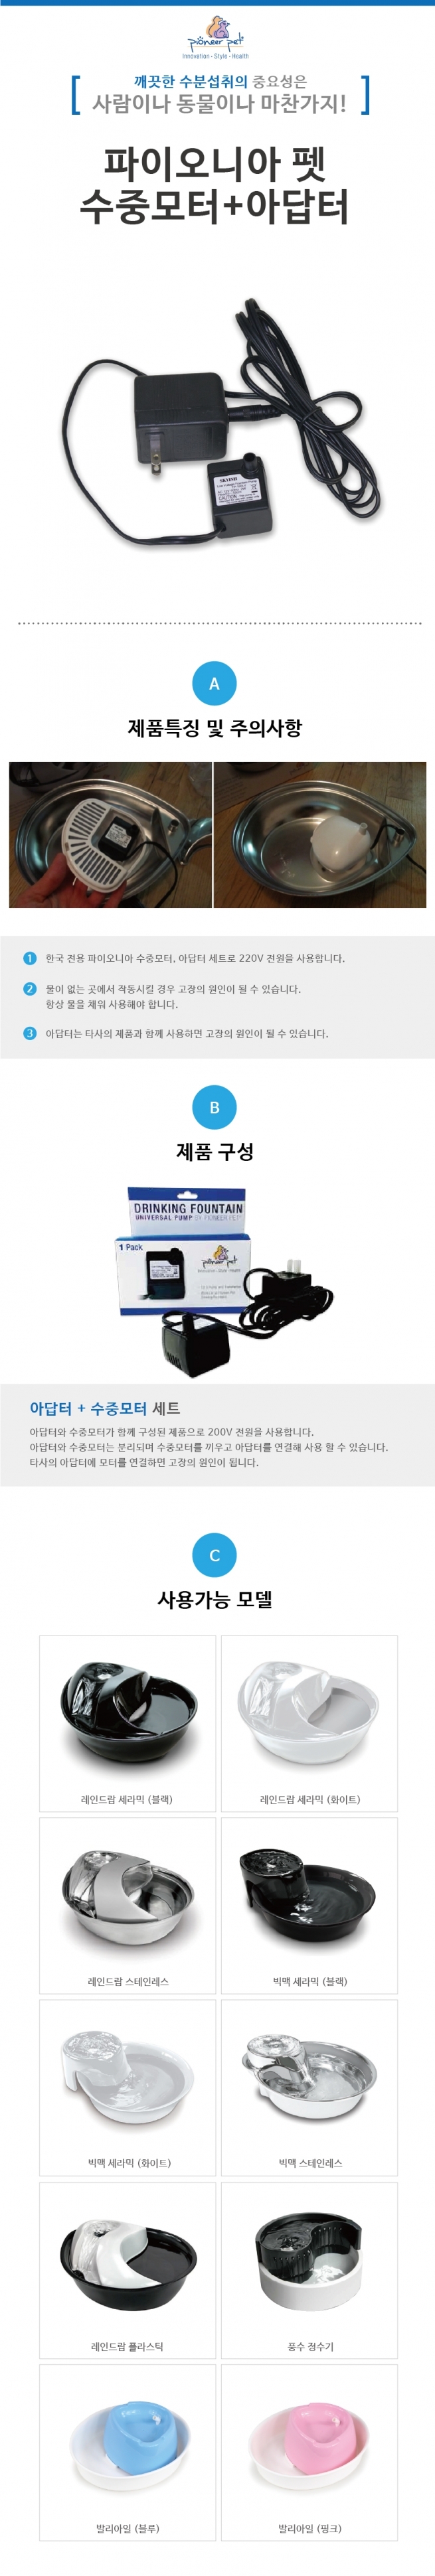 pioneer pet
Innovation - Style - Health
깨끗한 수분섭취의 중요성은
[ 사람이나 동물이나 마찬가지! ]
파이오니아 펫
수중모터+아답터
A
제품특징 및 주의사항
1 한국 전용 파이오니아 수중모터, 아답터 세트로 220V 전원을 사용합니다.
2 물이 없는 곳에서 작동시킬 경우 고장의 원인이 될 수 있습니다.
항상 물을 채워 사용해야 합니다.
3 아답터는 타사의 제품과 함께 사용하면 고장의 원인이 될 수 있습니다.
B
제품 구성
DRINKING FOUNTAIN
UNIVERSAL PUMP BY PIONEER PET
1 Pack
pioneer pet
Innovation - Style - Health
아답터 + 수중모터 세트
아답터와 수중모터가 함께 구성된 제품으로 200V 전원을 사용합니다.
아답터와 수중모터는 분리되며 수중모터를 끼우고 아답터를 연결해 사용 할 수 있습니다.
타사의 아답터에 모터를 연결하면 고장의 원인이 됩니다.
C
사용가능 모델
레인드랍 세라믹 (블랙)
레인드랍 세라믹 (화이트)
레인드랍 스테인레스
빅맥 세라믹 (블랙)
빅맥 세라믹 (화이트)
빅맥 스테인레스
레인드랍 플라스틱
풍수 정수기
발리아일 (블루)
발리아일 (핑크)